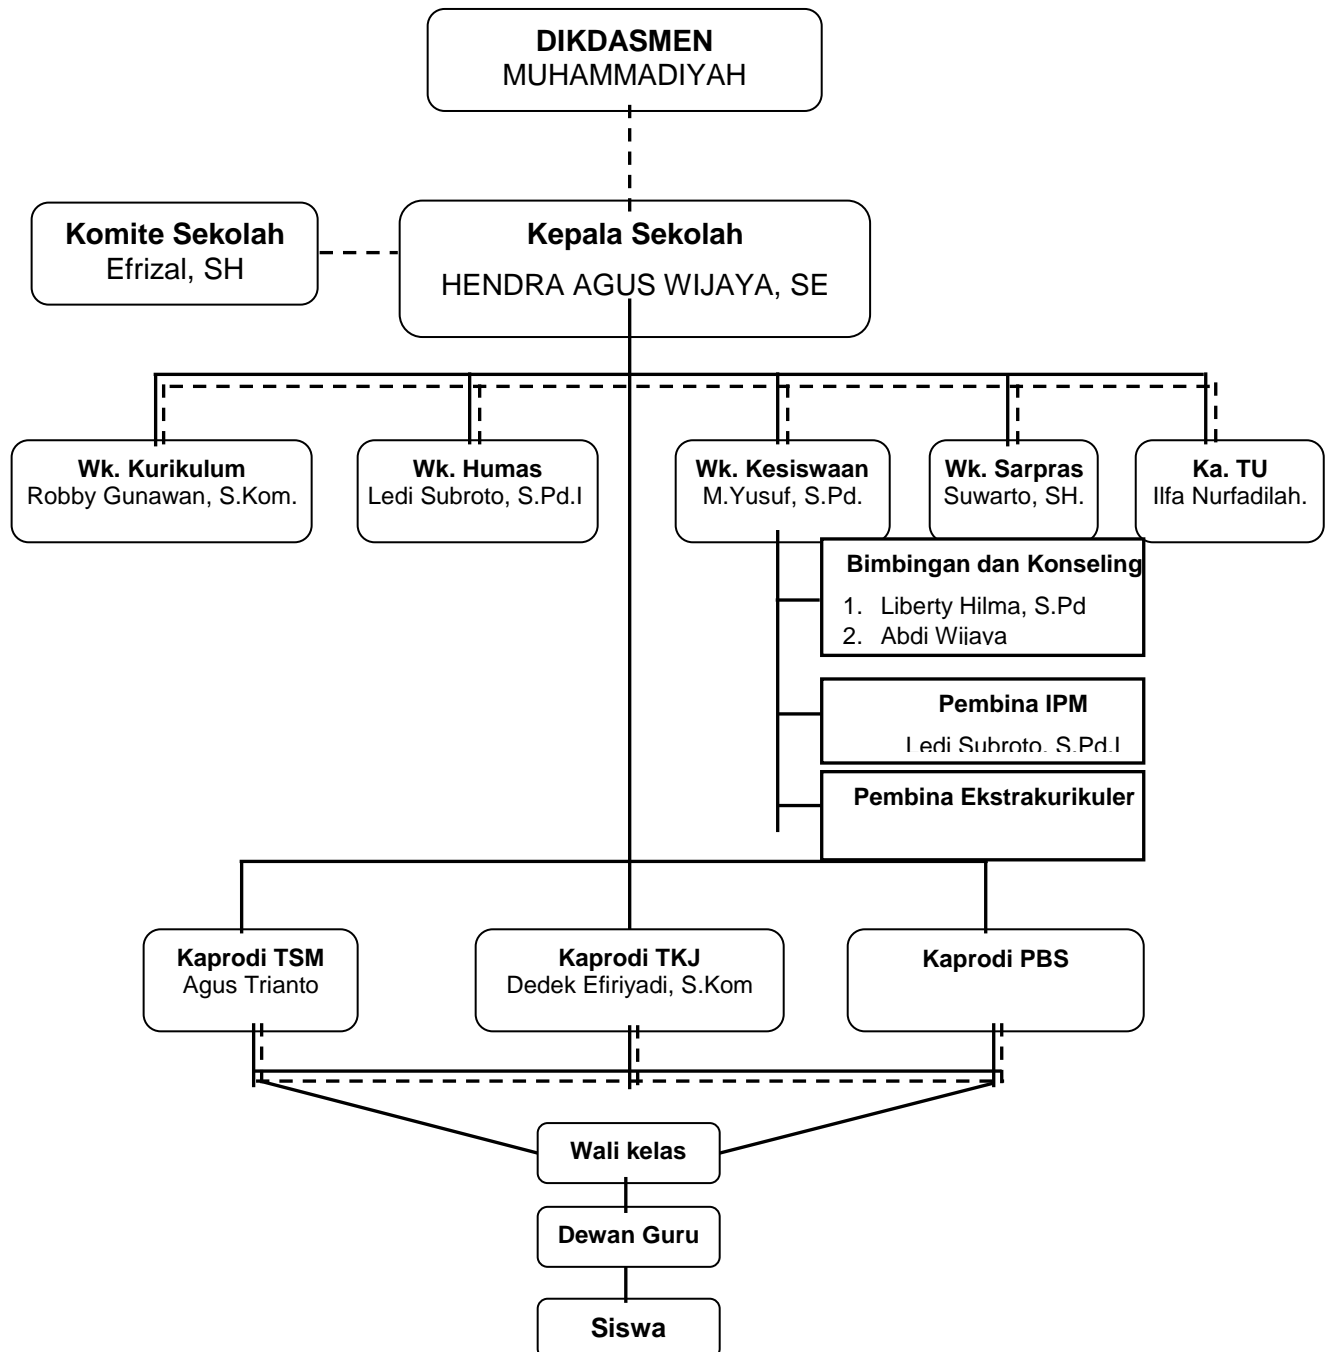 DIKDASMEN
MUHAMMADIYAH
Komite Sekolah
Efrizal, SH
Kepala Sekolah
HENDRA AGUS WIJAYA, SE
Wk. Kurikulum
Robby Gunawan, S.Kom.
Wk. Humas
Ledi Subroto, S.Pd.I
Wk. Kesiswaan
M.Yusuf, S.Pd.
Wk. Sarpras
Suwarto, SH.
Ka. TU
Ilfa Nurfadilah.
Bimbingan dan Konseling
1. Liberty Hilma, S.Pd
2. Abdi Wijaya
Pembina IPM
Ledi Subroto, S.Pd.I
Pembina Ekstrakurikuler
Kaprodi TSM
Agus Trianto
Kaprodi TKJ
Dedek Efiriyadi, S.Kom
Kaprodi PBS
Wali kelas
Dewan Guru
Siswa